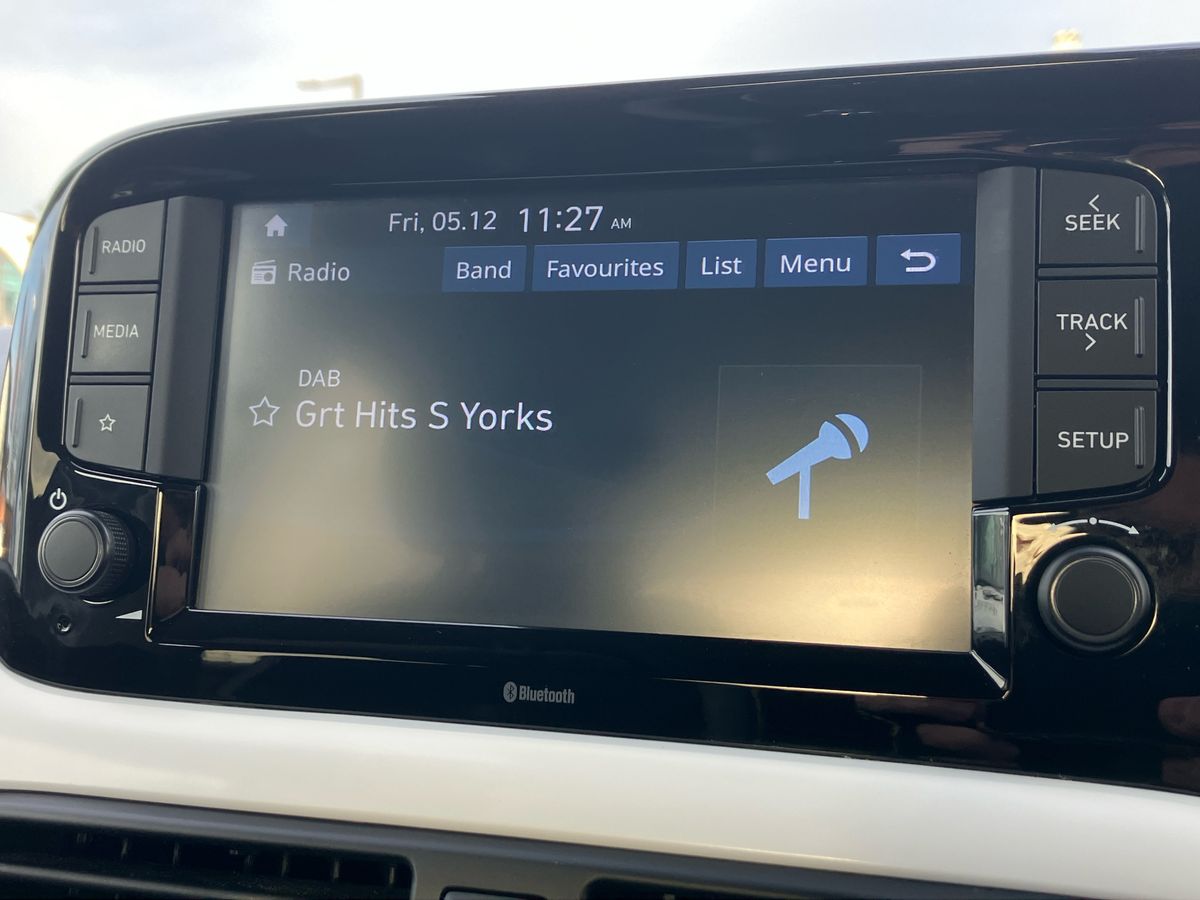 Fri, 05.12 11:27 AM
Radio
Band Favourites List Menu
DAB
Grt Hits S Yorks
RADIO
MEDIA
SEEK
TRACK
SETUP
Bluetooth